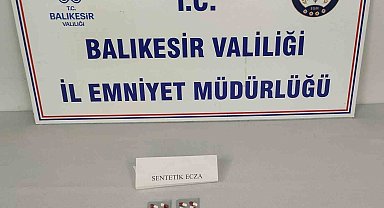 T.C.
T.C.
BALIKESİR
VALİLİĞİ
BALIKESİR VALİLİĞİ
İL EMNİYET MÜDÜRLÜĞÜ
SENTETİK ECZA